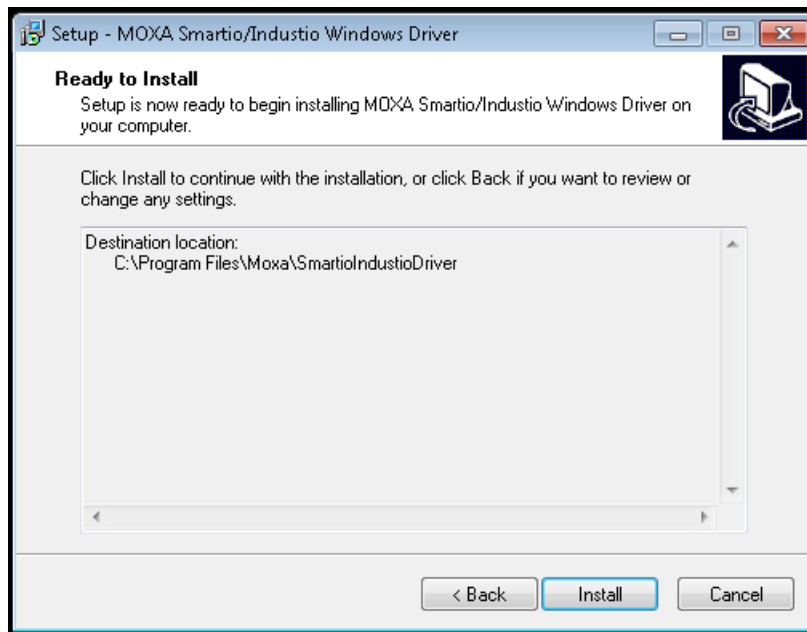 Setup - MOXA Smartio/Industio Windows Driver
Ready to Install
Setup is now ready to begin installing MOXA Smartio/Industio Windows Driver on
your computer.
Click Install to continue with the installation, or click Back if you want to review or
change any settings.
Destination location:
C:\Program Files\Moxa\SmartioIndustioDriver
< Back
Install
Cancel